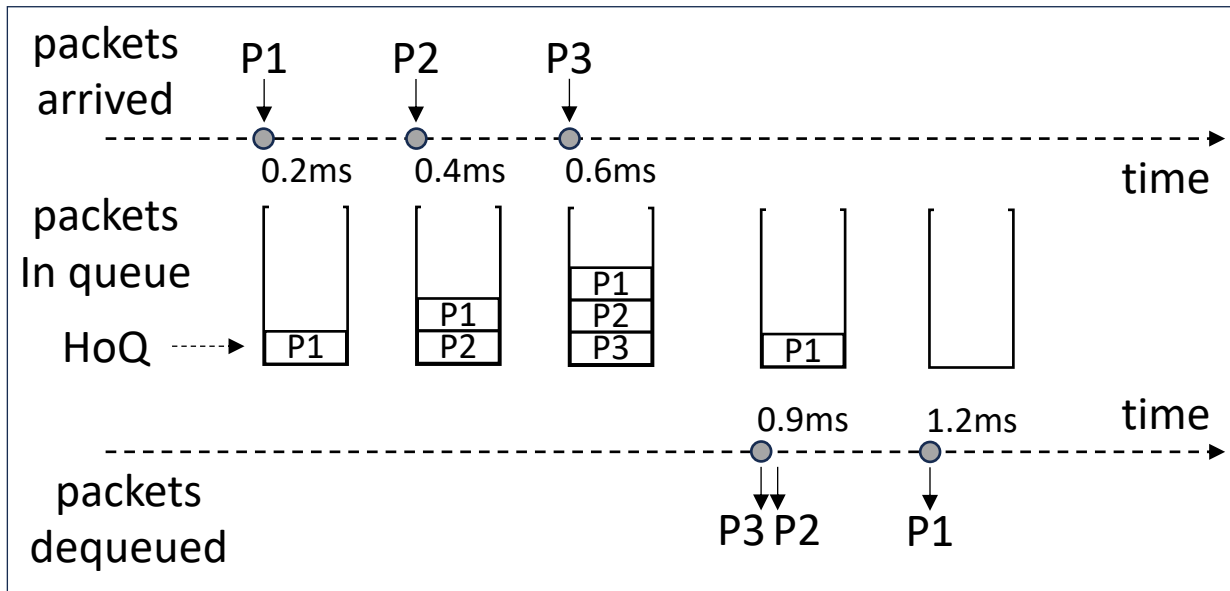 packets
arrived
P1 P2 P3
0.2ms 0.4ms 0.6ms
time
packets
In queue
HoQ
P1
P1
P2
P1
P2
P3
P1
time
0.9ms 1.2ms
packets
dequeued
P3 P2 P1